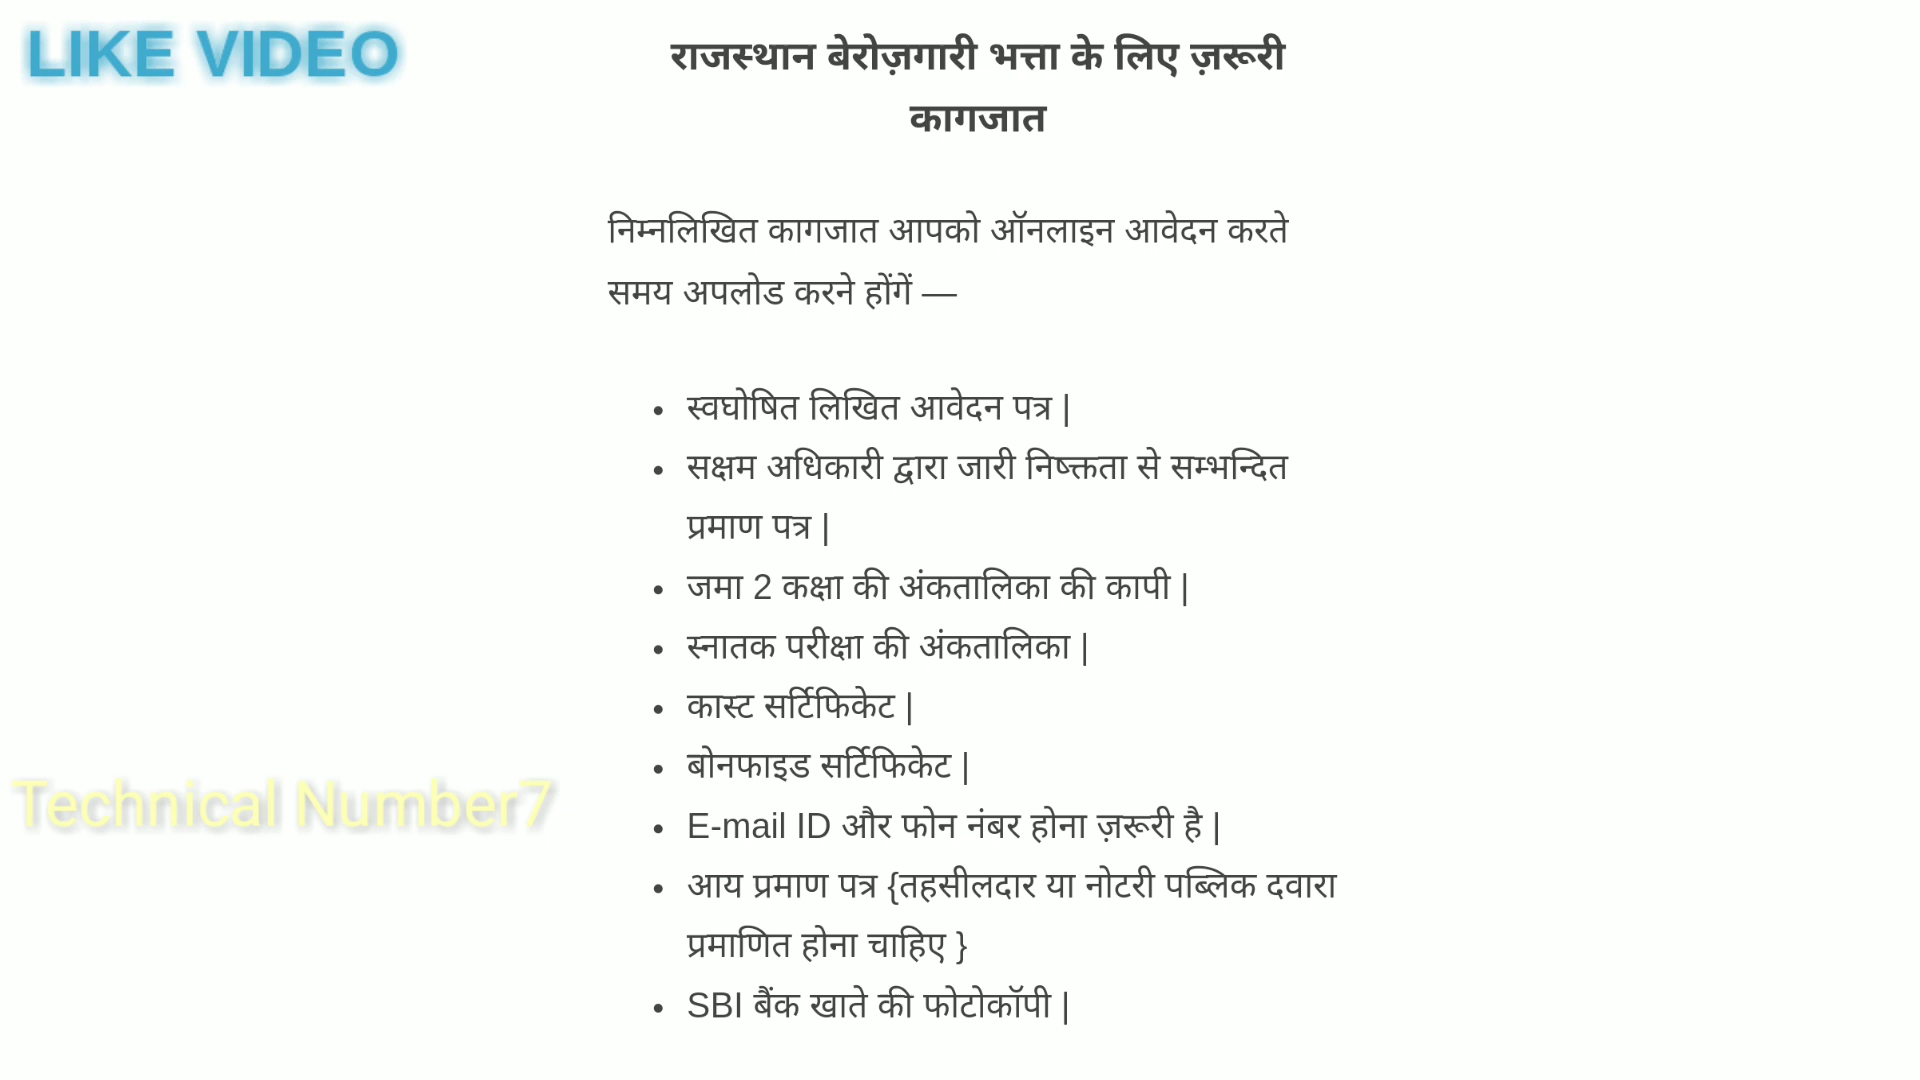 LIKE VIDEO
राजस्थान बेरोज़गारी भत्ता के लिए ज़रूरी
कागजात
निम्नलिखित कागजात आपको ऑनलाइन आवेदन करते
समय अपलोड करने होंगें —
• स्वघोषित लिखित आवेदन पत्र |
• सक्षम अधिकारी द्वारा जारी निष्क्तता से सम्भन्दित
प्रमाण पत्र |
• जमा 2 कक्षा की अंकतालिका की कापी |
• स्नातक परीक्षा की अंकतालिका |
• कास्ट सर्टिफिकेट |
• बोनफाइड सर्टिफिकेट |
Technical Number7
• E-mail ID और फोन नंबर होना ज़रूरी है |
• आय प्रमाण पत्र {तहसीलदार या नोटरी पब्लिक दवारा
प्रमाणित होना चाहिए }
• SBI बैंक खाते की फोटोकॉपी |